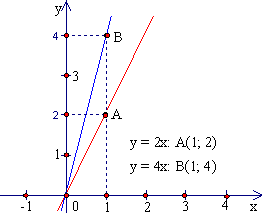 y
4
B
3
2
A
y = 2x: A(1; 2)
1
y = 4x: B(1; 4)
-1 0 1 2 3 4 x